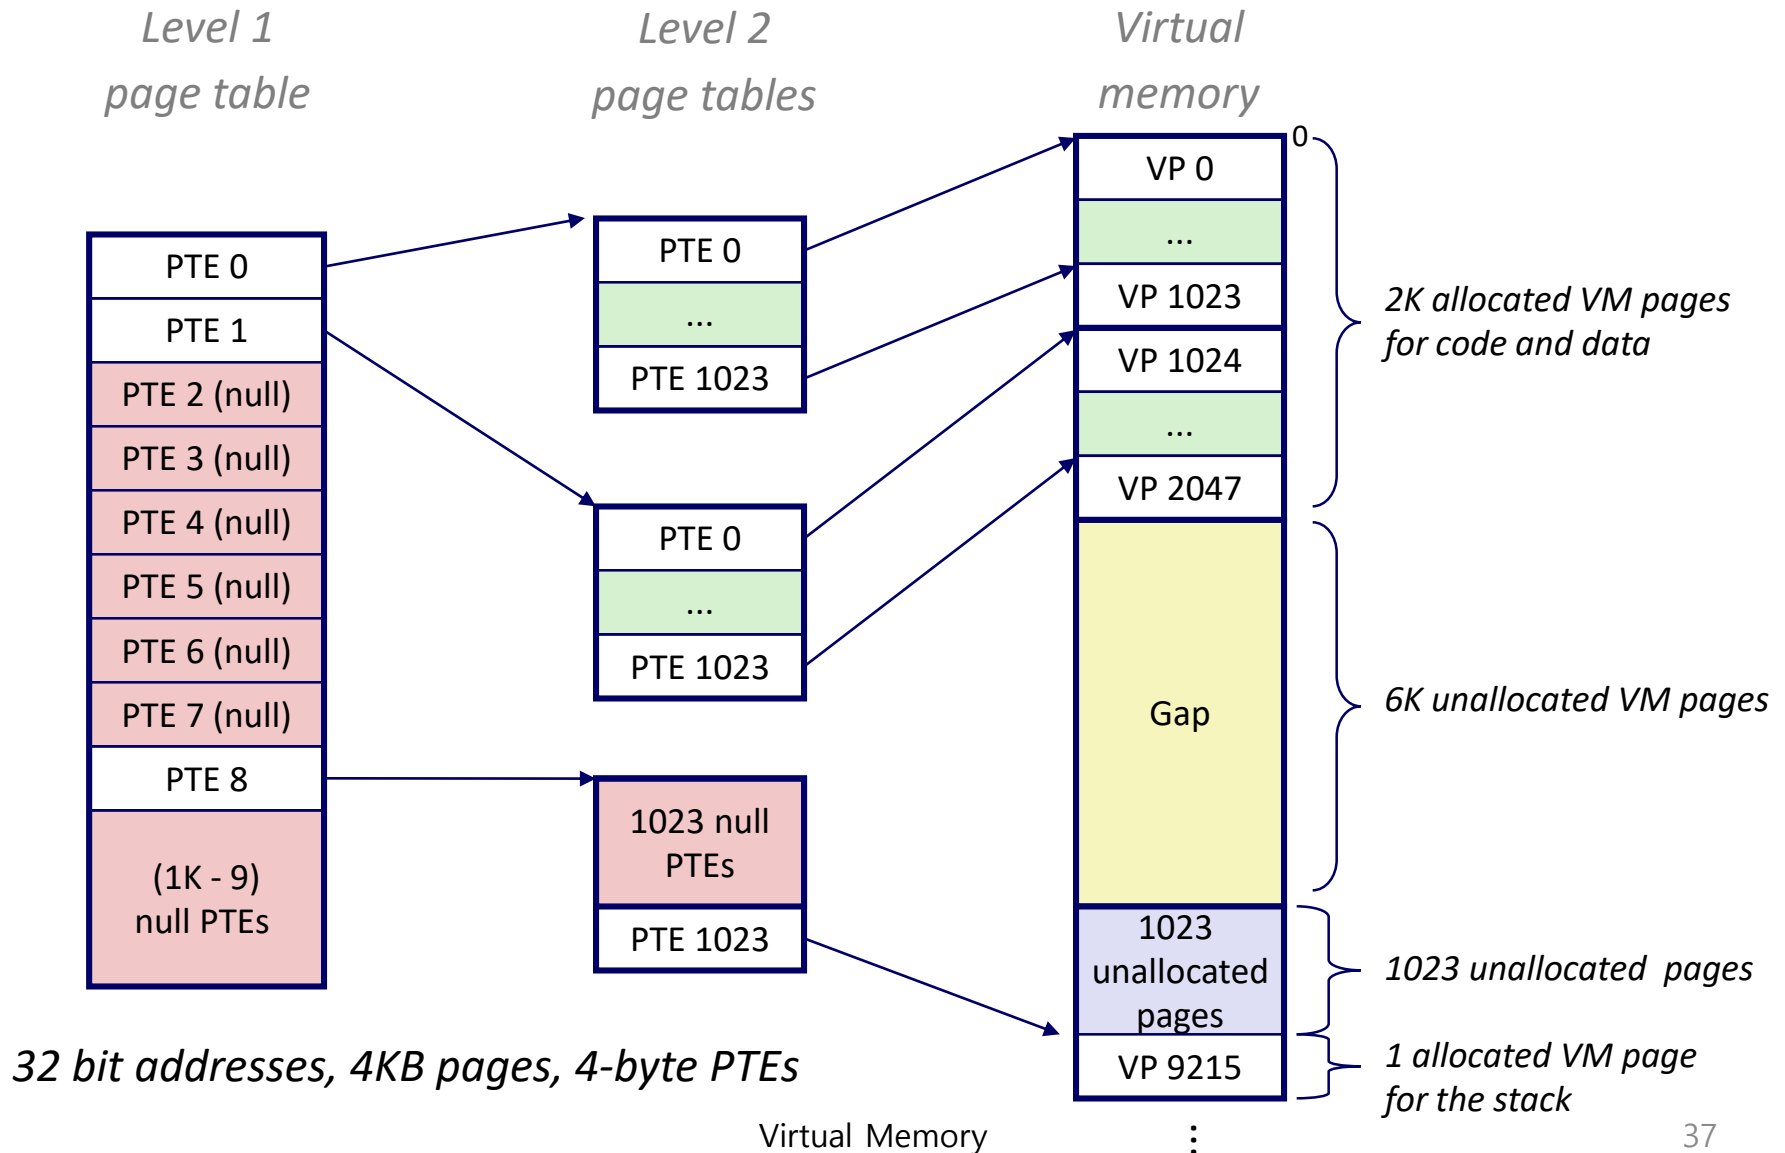 Level 1
page table
Level 2
page tables
Virtual
memory
PTE 0
PTE 1
PTE 2 (null)
PTE 3 (null)
PTE 4 (null)
PTE 5 (null)
PTE 6 (null)
PTE 7 (null)
PTE 8
(1K - 9)
null PTEs
PTE 0
...
PTE 1023
PTE 0
...
PTE 1023
1023 null
PTEs
PTE 1023
0
VP 0
...
VP 1023
VP 1024
...
VP 2047
Gap
1023
unallocated
pages
VP 9215
2K allocated VM pages
for code and data
6K unallocated VM pages
1023 unallocated pages
1 allocated VM page
for the stack
32 bit addresses, 4KB pages, 4-byte PTEs
Virtual Memory
...
37